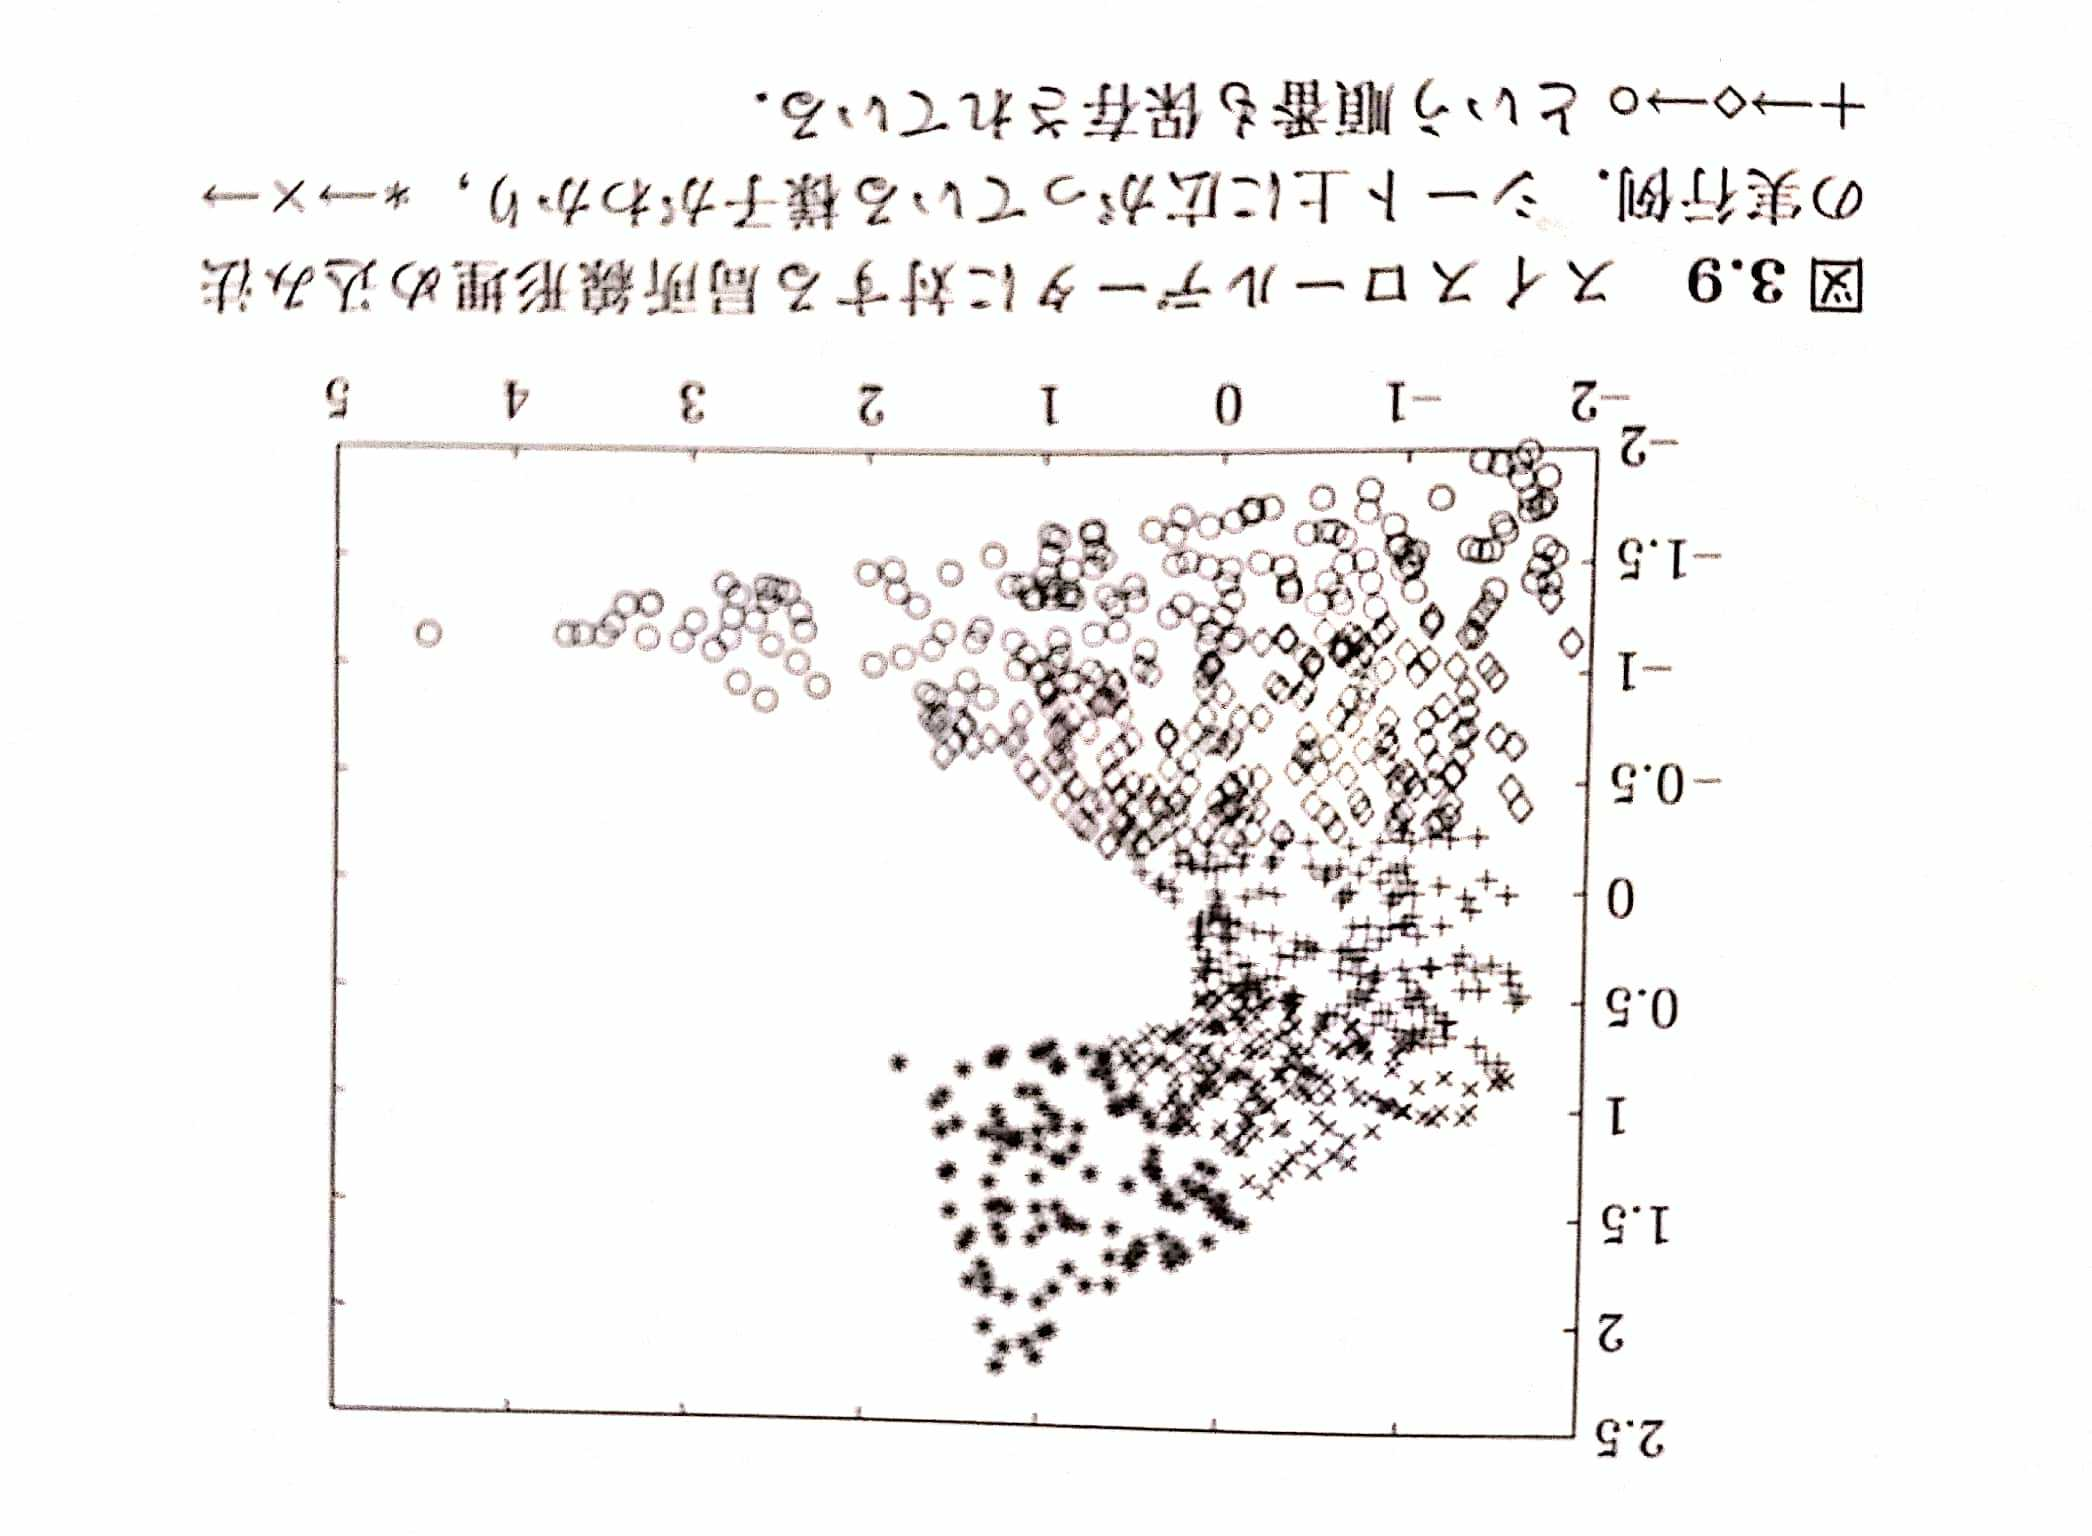 2.5
2
1.5
1
0.5
0
−0.5
−1
−1.5
−2
−2 −1 0 1 2 3 4 5
図 3.9 スイスロールデータに対する局所線形埋め込み法
の実行例．シート上に広がっている様子がわかり，*→×→
+→◇→○ という順番も保存されている．